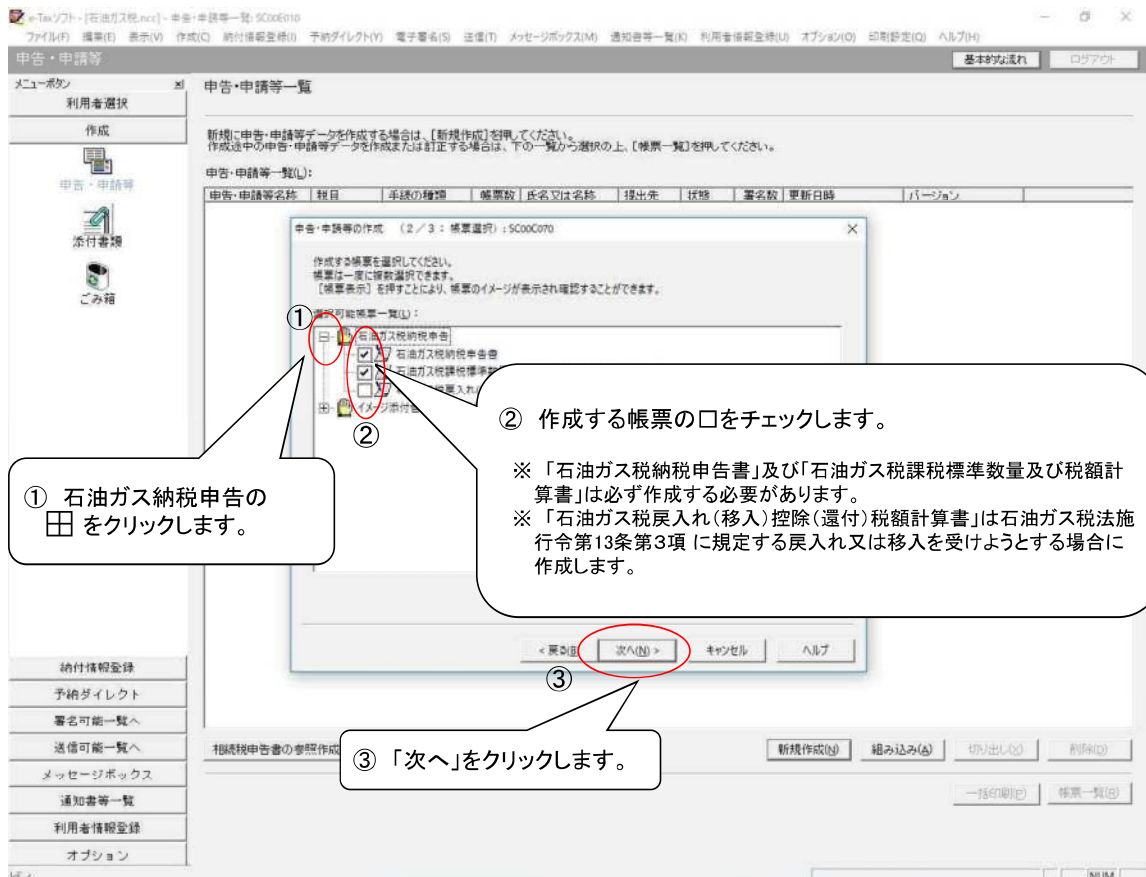 e-Taxソフト - [石油ガス税.ncc] - 申告・申請等一覧: SC00E010
ファイル(F) 編集(E) 表示(V) 作成(C) 納付情報登録(I) 予納ダイレクト(Y) 電子署名(S) 送信(T) メッセージボックス(M) 通知書等一覧(K) 利用者情報登録(U) オプション(O) 印刷設定(Q) ヘルプ(H)
申告・申請等
基本的な流れ
ログアウト
メニューボタン
利用者選択
作成
申告・申請等
添付書類
ごみ箱
納付情報登録
予納ダイレクト
署名可能一覧へ
送信可能一覧へ
メッセージボックス
通知書等一覧
利用者情報登録
オプション
申告・申請等一覧
新規に申告・申請等データを作成する場合は、[新規作成]を押してください。
作成途中の申告・申請等データを作成または訂正する場合は、下の一覧から選択の上、[帳票一覧]を押してください。
申告・申請等一覧(L):
申告・申請等名称 税目 手続の種類 帳票数 氏名又は名称 提出先 状態 署名数 更新日時 バージョン
申告・申請等の作成 (2/3:帳票選択):SC00C070
作成する帳票を選択してください。
帳票は一度に複数選択できます。
[帳票表示]を押すことにより、帳票のイメージが表示され確認することができます。
選択可能帳票一覧(L):
①
石油ガス税納税申告
石油ガス税納税申告書
石油ガス税課税標準数
戻入れ
イメージ添付
②
① 石油ガス納税申告の
田 をクリックします。
② 作成する帳票の□をチェックします。
※ 「石油ガス税納税申告書」及び「石油ガス税課税標準数量及び税額計
算書」は必ず作成する必要があります。
※ 「石油ガス税戻入れ(移入)控除(還付)税額計算書」は石油ガス税法施
行令第13条第3項 に規定する戻入れ又は移入を受けようとする場合に
作成します。
< 戻る(B) 次へ(N) > キャンセル ヘルプ
③
③ 「次へ」をクリックします。
相続税申告書の参照作成
新規作成(N) 組み込み(A) 切り出し(X) 削除(D)
一括印刷(P) 帳票一覧(R)
NUM